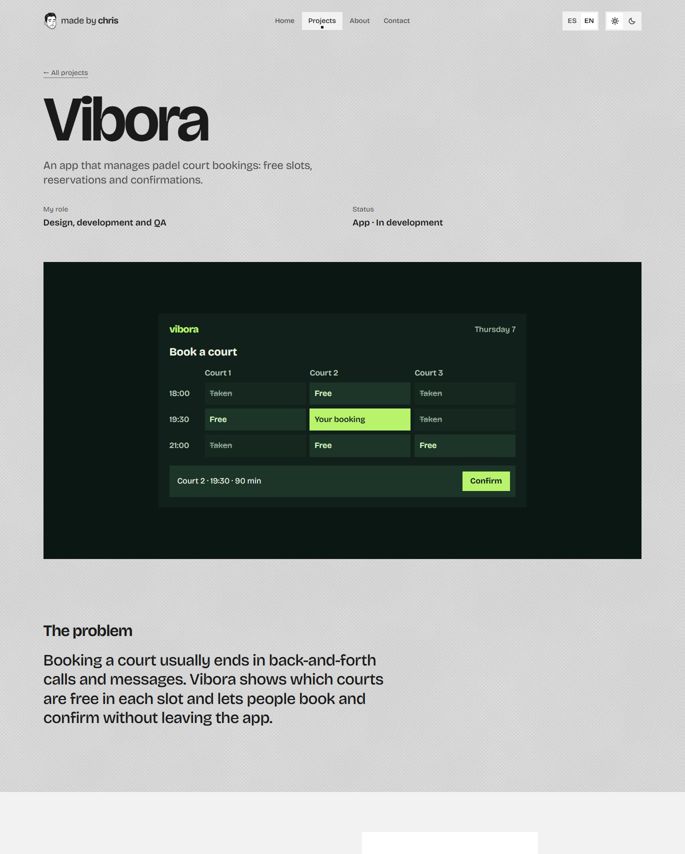 made by chris
Home Projects About Contact
ES EN
← All projects
Vibora
An app that manages padel court bookings: free slots,
reservations and confirmations.
My role
Design, development and QA
Status
App · In development
vibora
Thursday 7
Book a court
Court 1 Court 2 Court 3
18:00 Taken Free Taken
19:30 Free Your booking Taken
21:00 Taken Free Free
Court 2 · 19:30 · 90 min
Confirm
The problem
Booking a court usually ends in back-and-forth
calls and messages. Vibora shows which courts
are free in each slot and lets people book and
confirm without leaving the app.